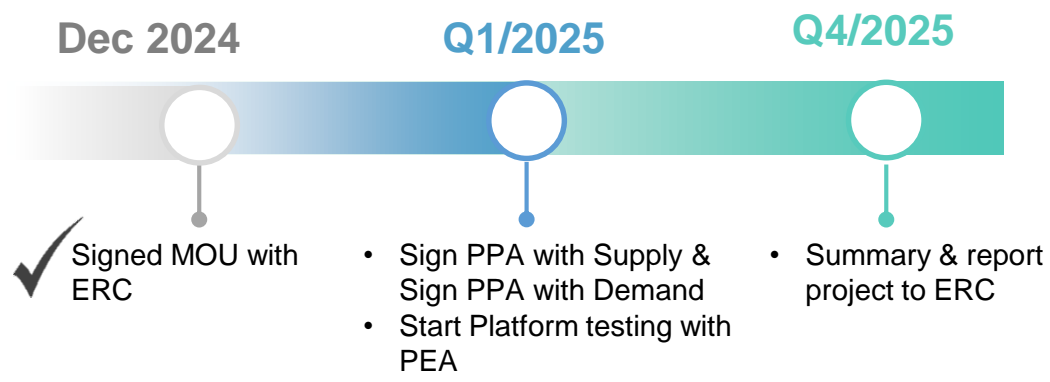 Dec 2024
Q1/2025
Q4/2025
Signed MOU with
ERC
• Sign PPA with Supply &
Sign PPA with Demand
• Start Platform testing with
PEA
• Summary & report
project to ERC